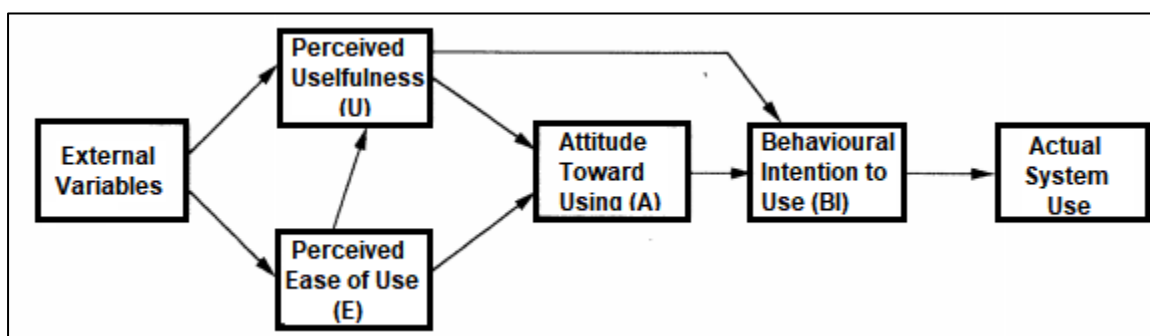 Perceived
Uselfulness
(U)
External
Variables
Perceived
Ease of Use
(E)
Attitude
Toward
Using (A)
Behavioural
Intention to
Use (BI)
Actual
System
Use